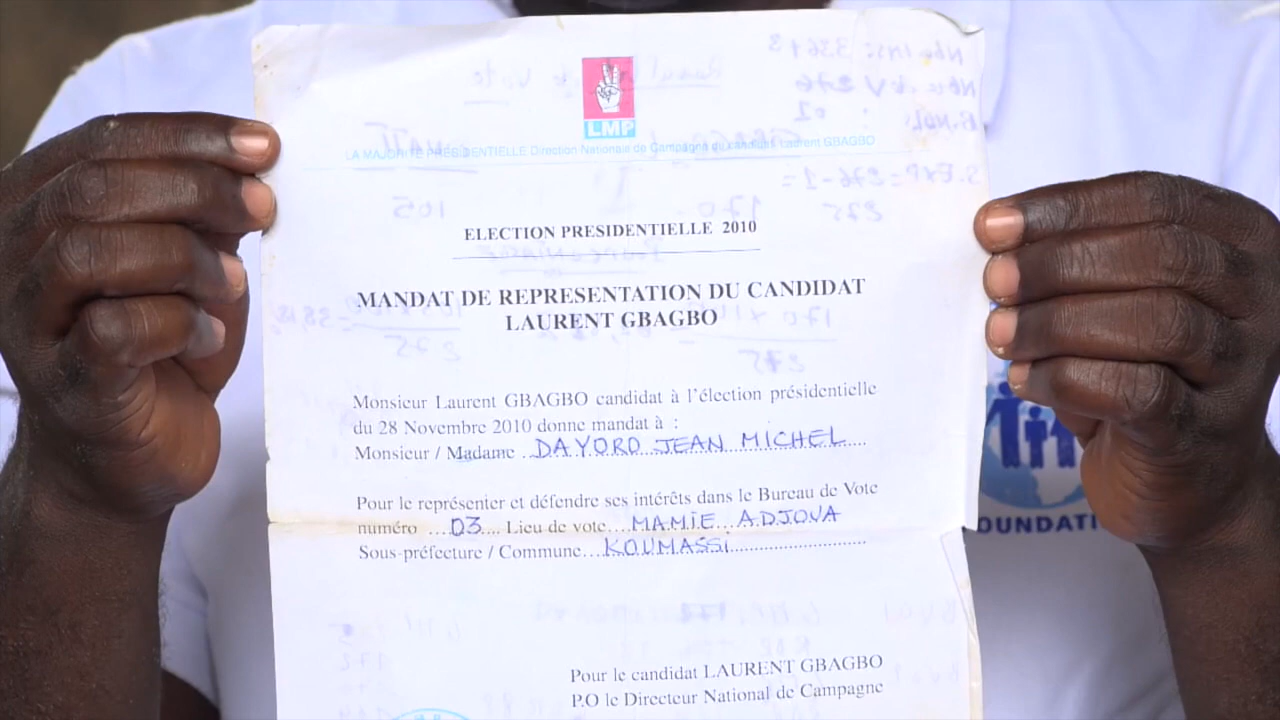 LMP
LA MAJORITE PRÉSIDENTIELLE Direction Nationale de Campagne du candidat Laurent GBAGBO
ELECTION PRESIDENTIELLE 2010
MANDAT DE REPRESENTATION DU CANDIDAT
LAURENT GBAGBO
Monsieur Laurent GBAGBO candidat à l'élection présidentielle
du 28 Novembre 2010 donne mandat à :
Monsieur / Madame . DAYORO JEAN MICHEL....
Pour le représenter et défendre ses intérêts dans le Bureau de Vote
numéro ....03.... Lieu de vote....MAMIE ADJOUA
Sous-préfecture / Commune...KOUMASSI....................
Pour le candidat LAURENT GBAGBO
P.O le Directeur National de Campagne
OUNDATI